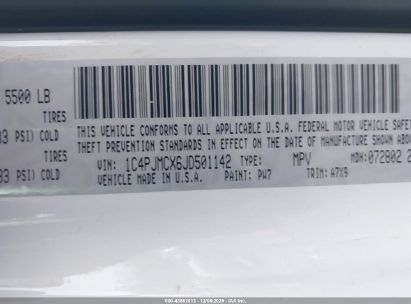 5500 LB
TIRES
33 PSI) COLD
TIRES
33 PSI) COLD
THIS VEHICLE CONFORMS TO ALL APPLICABLE U.S.A. FEDERAL MOTOR VEHICLE
THEFT PREVENTION STANDARDS IN EFFECT ON THE DATE OF MANUFACTURE
VIN: 1C4PJMCX6JD501142 TYPE: MPV MDH: 072802 2
VEHICLE MADE IN U.S.A. PAINT: PW7 TRIM: A7X9